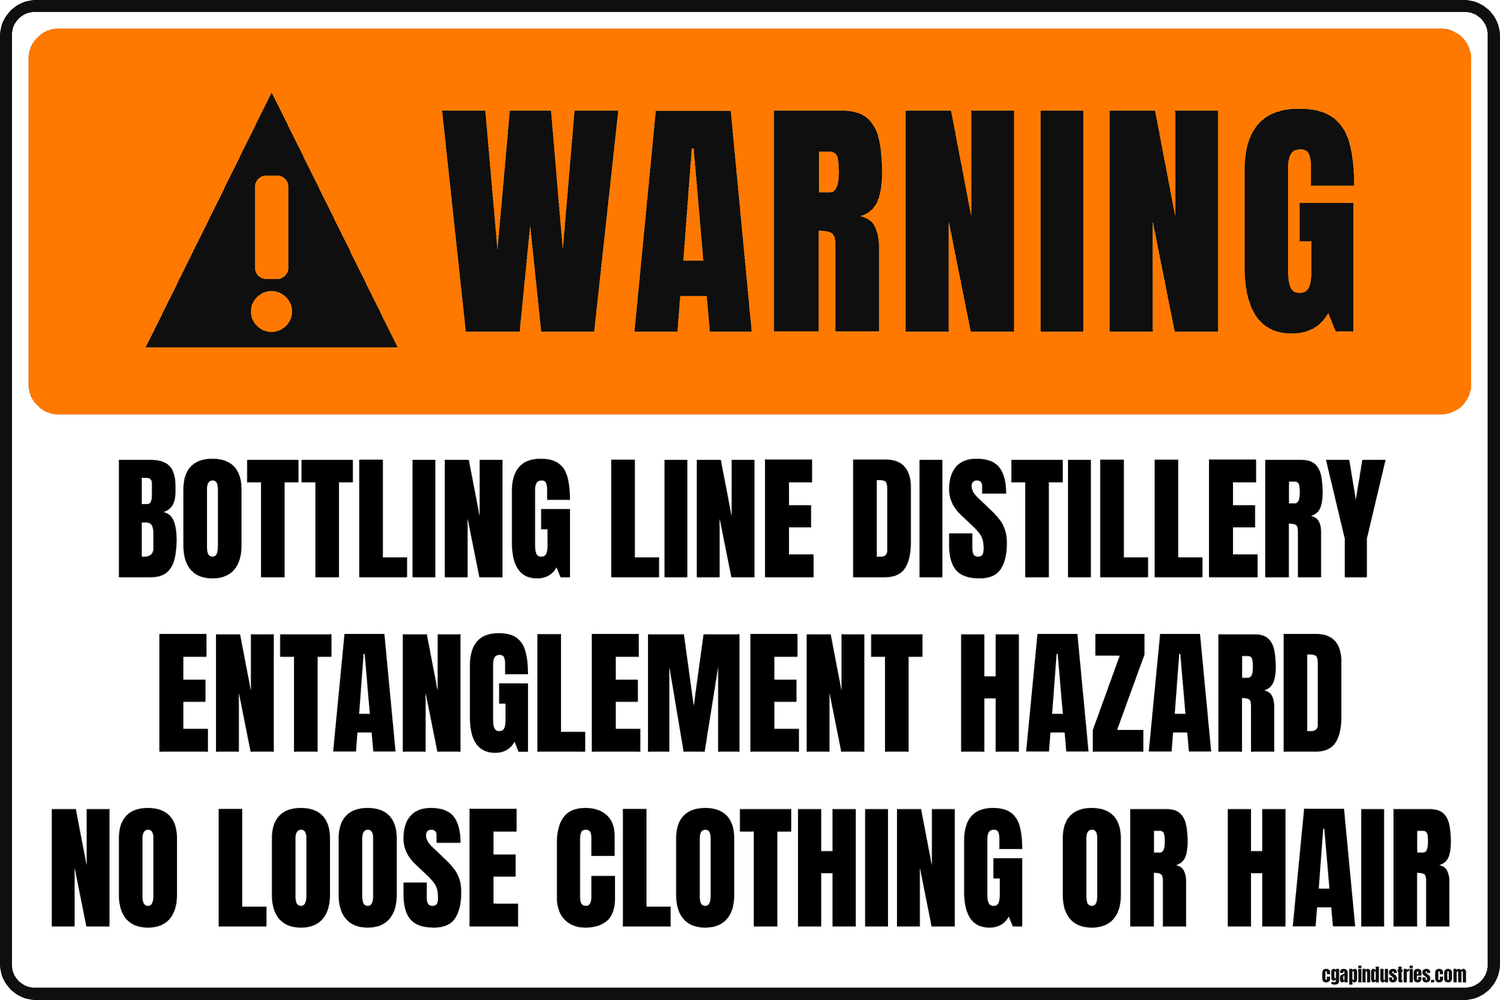 WARNING
BOTTLING LINE DISTILLERY
ENTANGLEMENT HAZARD
NO LOOSE CLOTHING OR HAIR
cgapindustries.com